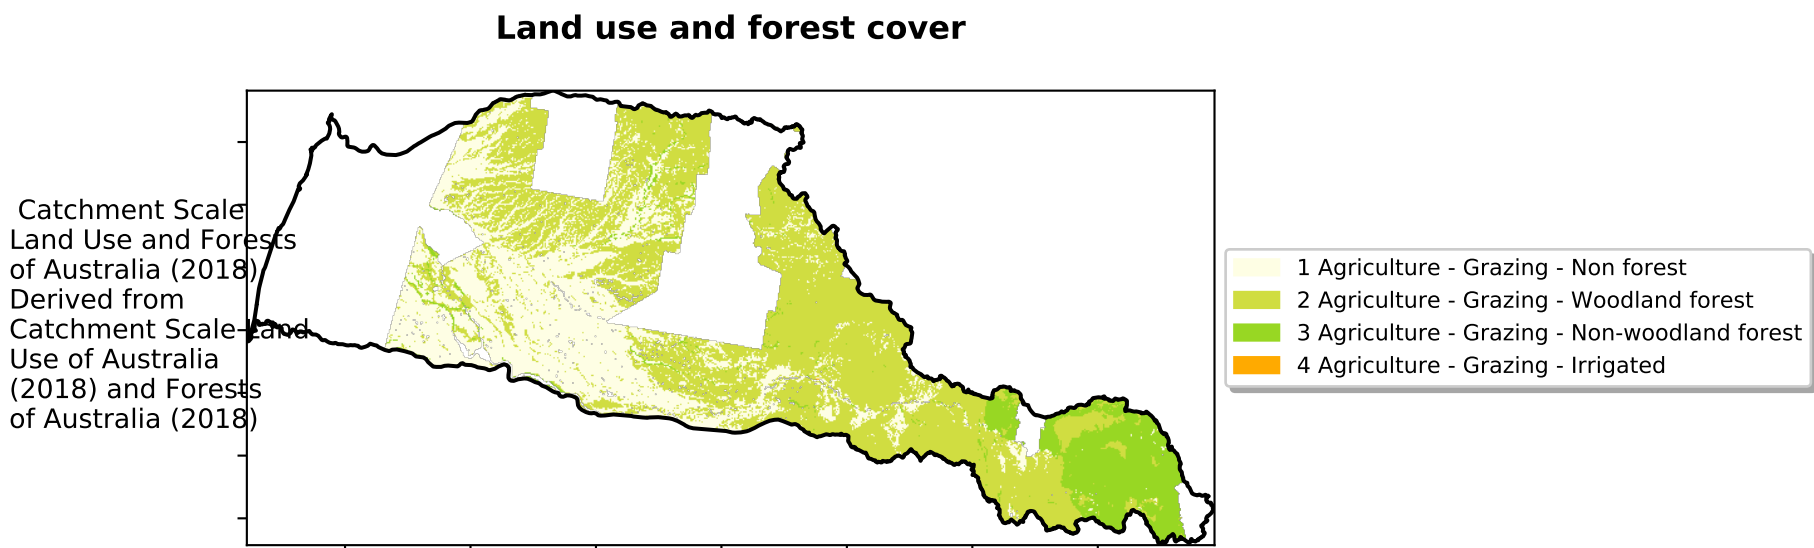 Land use and forest cover
Catchment Scale
Land Use and Forests
of Australia (2018)
Derived from
Catchment Scale Land
Use of Australia
(2018) and Forests
of Australia (2018)
1 Agriculture - Grazing - Non forest
2 Agriculture - Grazing - Woodland forest
3 Agriculture - Grazing - Non-woodland forest
4 Agriculture - Grazing - Irrigated